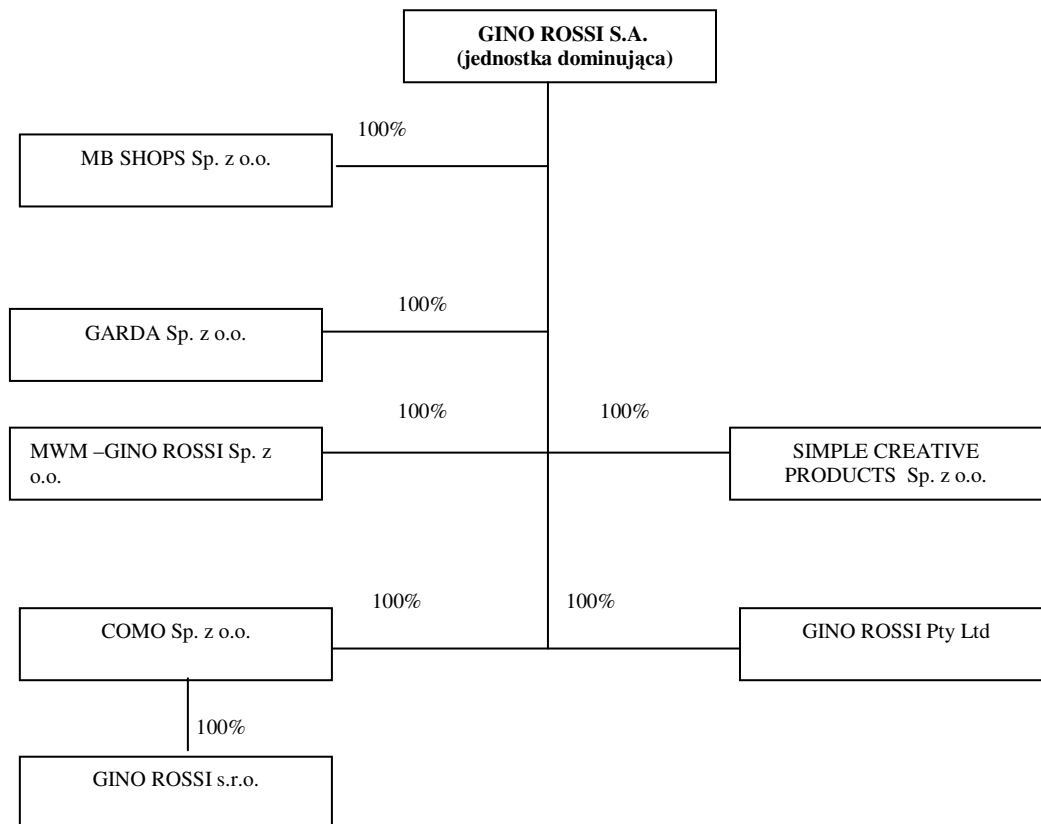 GINO ROSSI S.A.
(jednostka dominująca)
100%
MB SHOPS Sp. z o.o.
100%
GARDA Sp. z o.o.
100%
100%
MWM –GINO ROSSI Sp. z
o.o.
SIMPLE CREATIVE
PRODUCTS Sp. z o.o.
100%
100%
COMO Sp. z o.o.
GINO ROSSI Pty Ltd
100%
GINO ROSSI s.r.o.